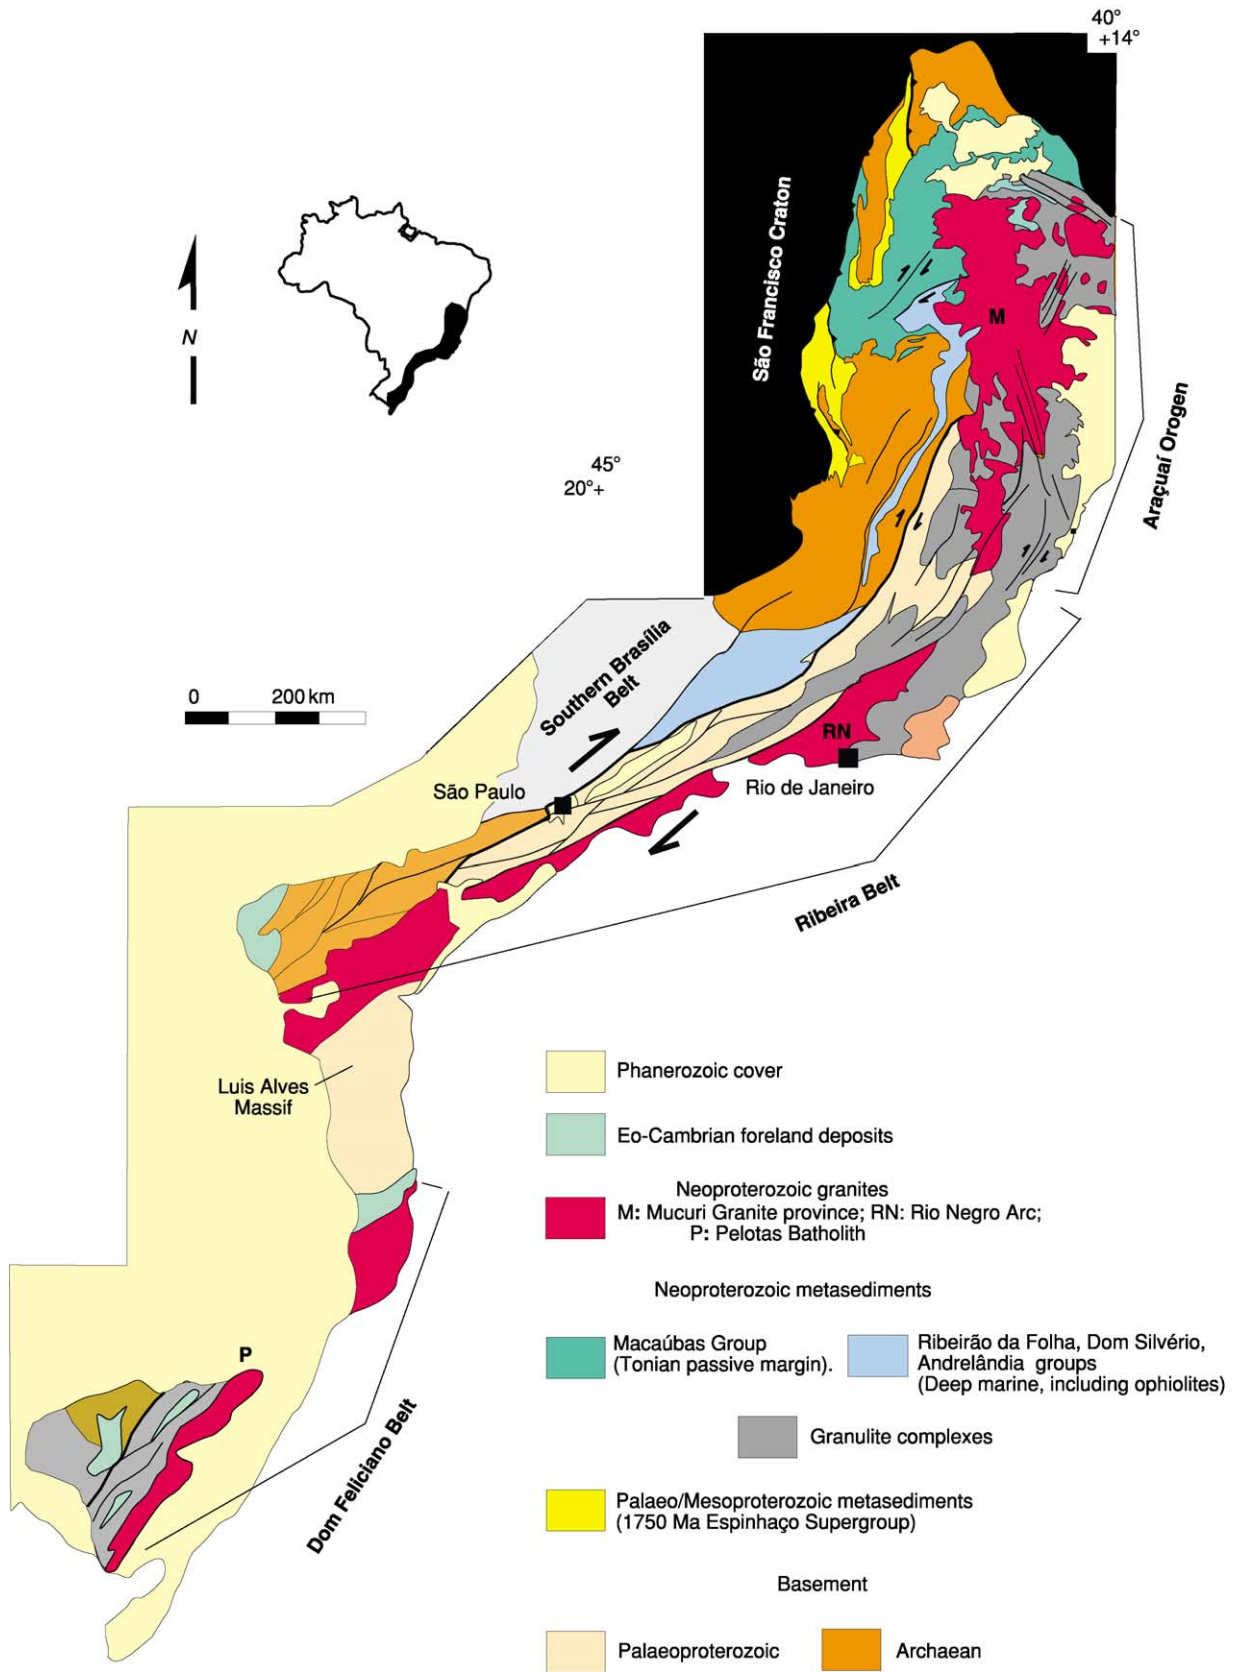 40°
+14°
São Francisco Craton
N
M
Araçuaí Orogen
45°
20°+
0 200 km
Southern Brasília
Belt
RN
São Paulo
Rio de Janeiro
Ribeira Belt
Luis Alves
Massif
P
Dom Feliciano Belt
Phanerozoic cover
Eo-Cambrian foreland deposits
Neoproterozoic granites
M: Mucuri Granite province; RN: Rio Negro Arc;
P: Pelotas Batholith
Neoproterozoic metasediments
Macaúbas Group
(Tonian passive margin).
Ribeirão da Folha, Dom Silvério,
Andrelândia groups
(Deep marine, including ophiolites)
Granulite complexes
Palaeo/Mesoproterozoic metasediments
(1750 Ma Espinhaço Supergroup)
Basement
Palaeoproterozoic
Archaean